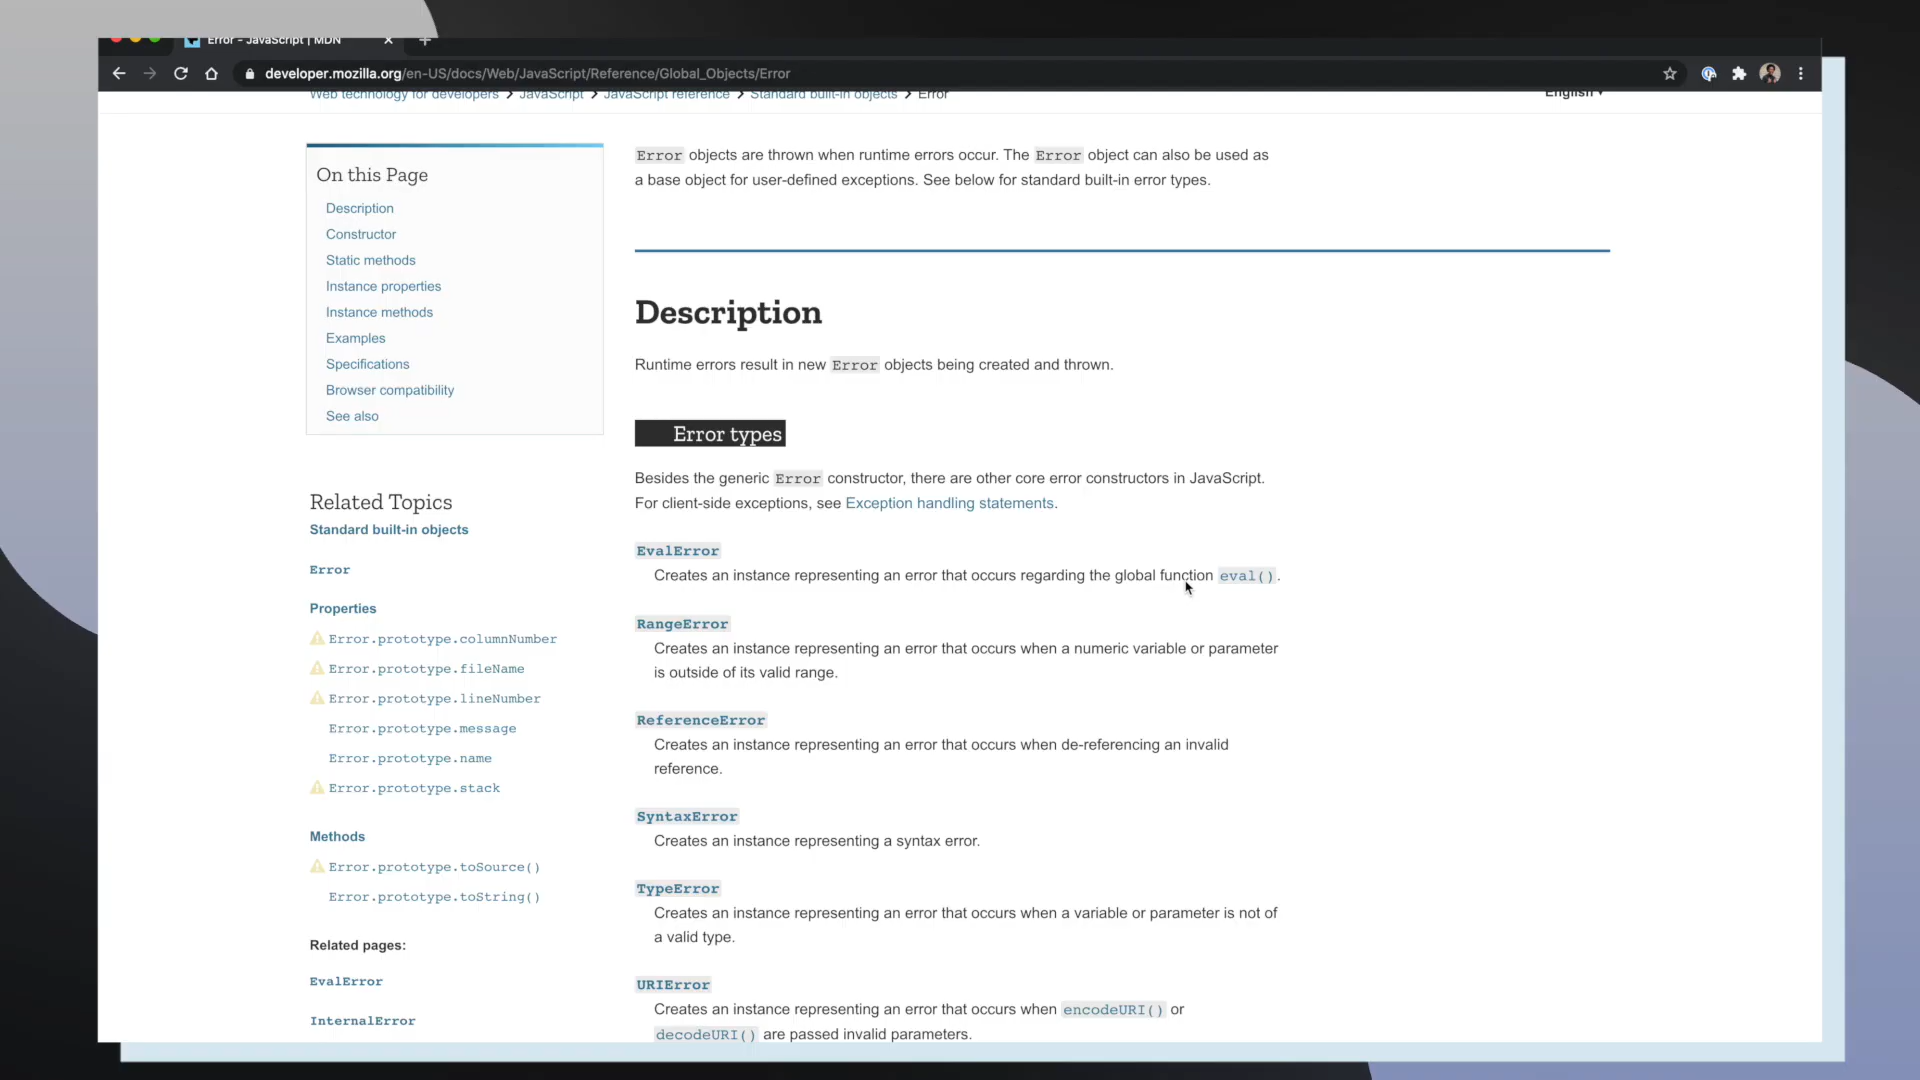 Error - JavaScript | MDN
developer.mozilla.org/en-US/docs/Web/JavaScript/Reference/Global_Objects/Error
Web technology for developers > JavaScript > JavaScript reference > Standard built-in objects > Error
English ▾
On this Page
Description
Constructor
Static methods
Instance properties
Instance methods
Examples
Specifications
Browser compatibility
See also
Related Topics
Standard built-in objects
Error
Properties
Error.prototype.columnNumber
Error.prototype.fileName
Error.prototype.lineNumber
Error.prototype.message
Error.prototype.name
Error.prototype.stack
Methods
Error.prototype.toSource()
Error.prototype.toString()
Related pages:
EvalError
InternalError
Error objects are thrown when runtime errors occur. The Error object can also be used as
a base object for user-defined exceptions. See below for standard built-in error types.
Description
Runtime errors result in new Error objects being created and thrown.
Error types
Besides the generic Error constructor, there are other core error constructors in JavaScript.
For client-side exceptions, see Exception handling statements.
EvalError
Creates an instance representing an error that occurs regarding the global function eval().
RangeError
Creates an instance representing an error that occurs when a numeric variable or parameter
is outside of its valid range.
ReferenceError
Creates an instance representing an error that occurs when de-referencing an invalid
reference.
SyntaxError
Creates an instance representing a syntax error.
TypeError
Creates an instance representing an error that occurs when a variable or parameter is not of
a valid type.
URIError
Creates an instance representing an error that occurs when encodeURI() or
decodeURI() are passed invalid parameters.